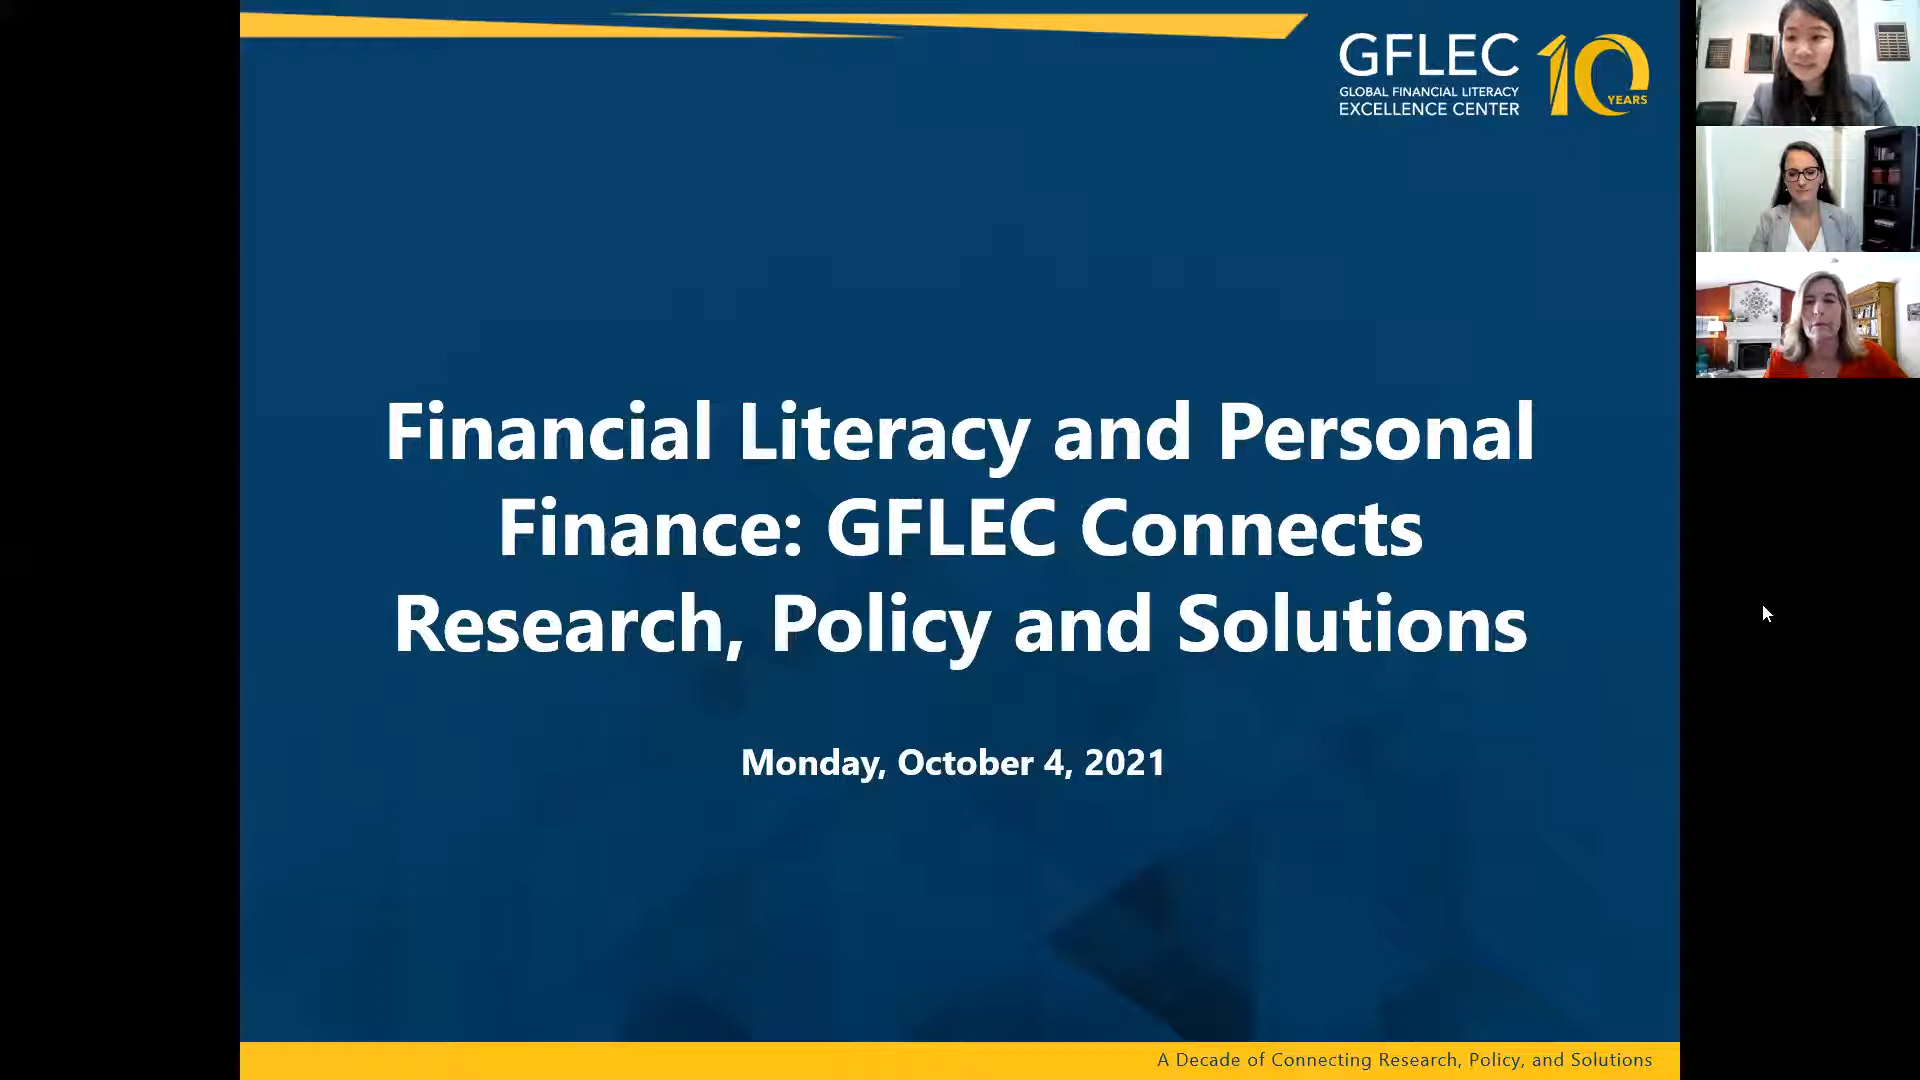 GFLEC
GLOBAL FINANCIAL LITERACY
EXCELLENCE CENTER
10
YEARS
Financial Literacy and Personal
Finance: GFLEC Connects
Research, Policy and Solutions
Monday, October 4, 2021
A Decade of Connecting Research, Policy, and Solutions